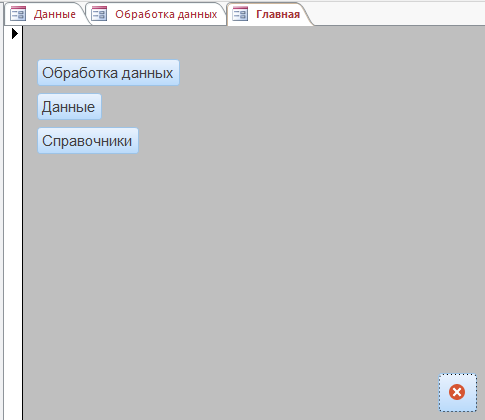 Данные Обработка данных Главная
Обработка данных
Данные
Справочники